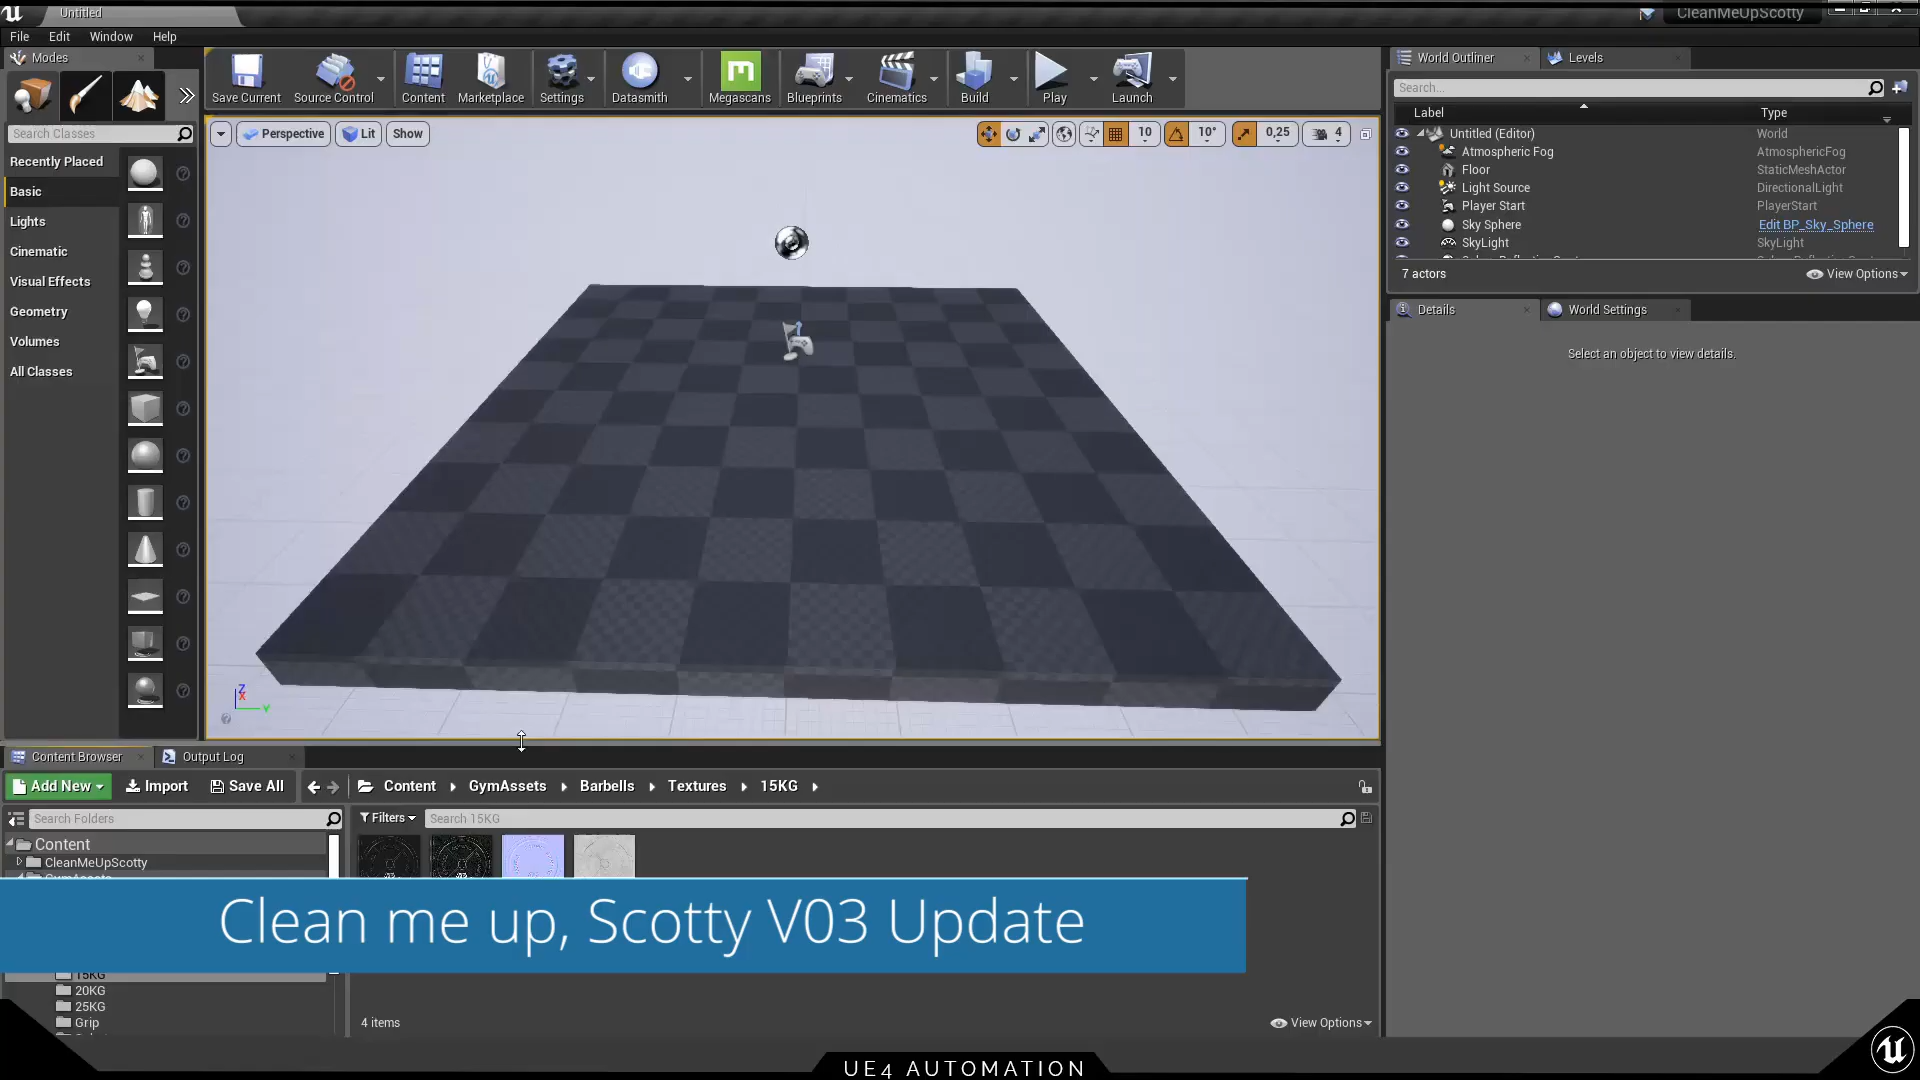 Untitled
CleanMeUpScotty
File Edit Window Help
Modes
Save Current Source Control Content Marketplace Settings Datasmith Megascans Blueprints Cinematics Build Play Launch
World Outliner Levels
Search...
Search Classes
Perspective Lit Show 10 10° 0,25 4
Label Type
Recently Placed
Basic
Lights
Cinematic
Visual Effects
Geometry
Volumes
All Classes
Untitled (Editor) World
Atmospheric Fog AtmosphericFog
Floor StaticMeshActor
Light Source DirectionalLight
Player Start PlayerStart
Sky Sphere Edit BP_Sky_Sphere
SkyLight SkyLight
7 actors View Options
Details World Settings
Select an object to view details.
Z
X
Y
Content Browser Output Log
Add New Import Save All Content GymAssets Barbells Textures 15KG
Search Folders Filters Search 15KG
Content
CleanMeUpScotty
GymAssets
Clean me up, Scotty V03 Update
15KG
20KG
25KG
Grip
4 items View Options
UE4 AUTOMATION